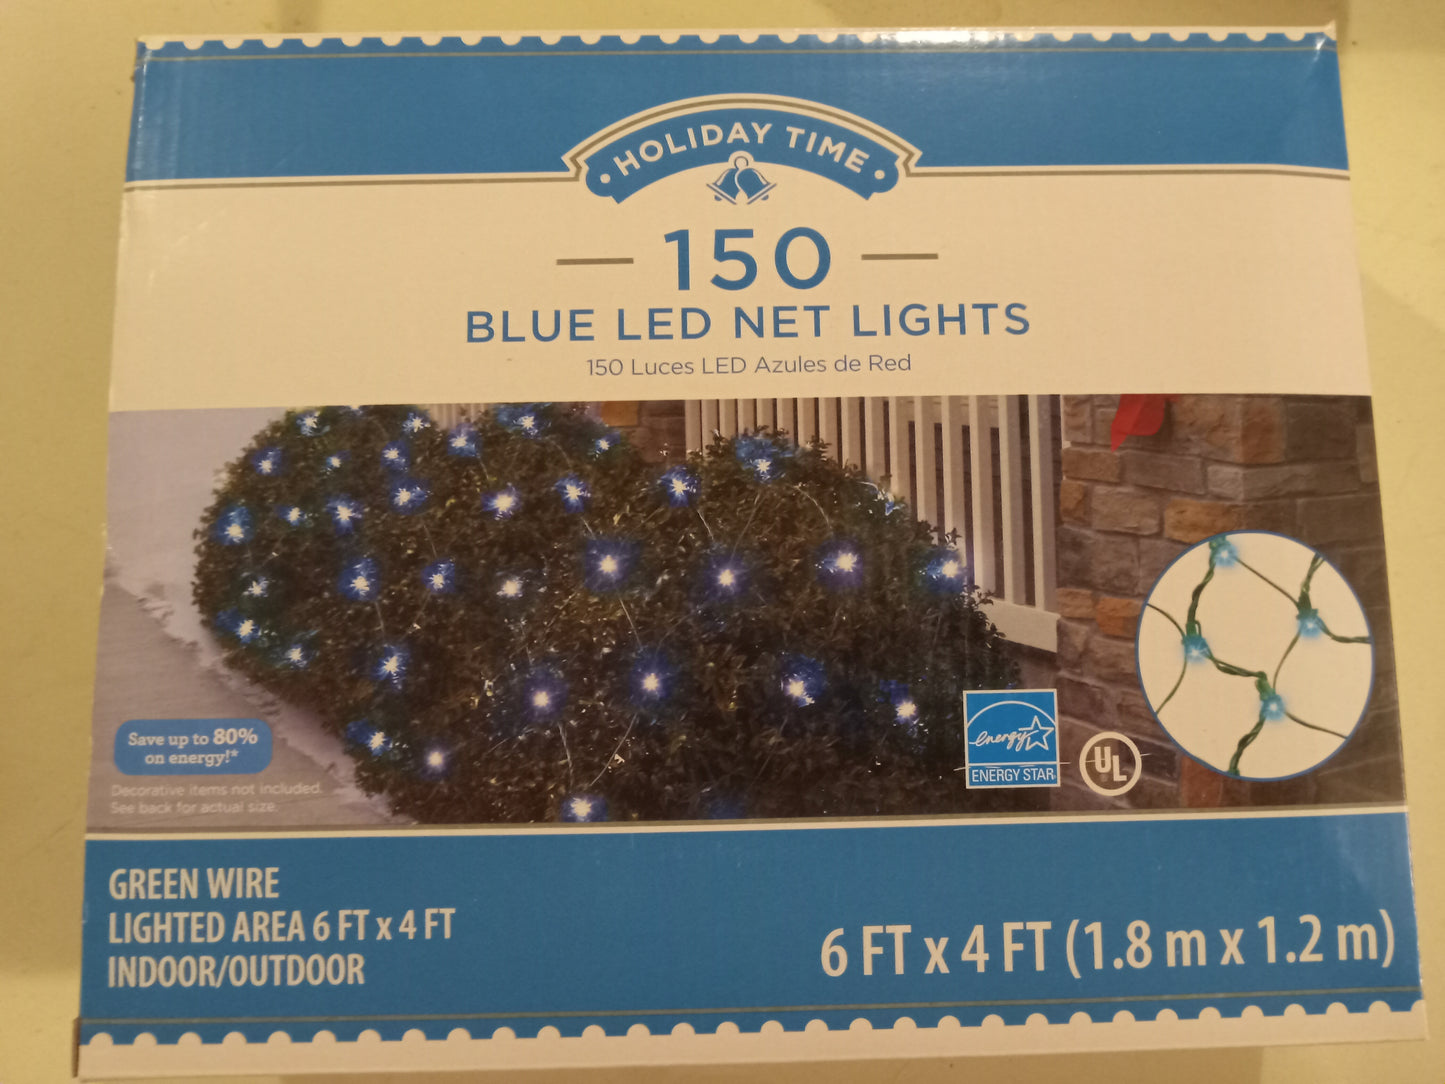 HOLIDAY TIME
150
BLUE LED NET LIGHTS
150 Luces LED Azules de Red
Save up to 80%
on energy!*
Decorative items not included.
See back for actual size.
energy
ENERGY STAR
UL
GREEN WIRE
LIGHTED AREA 6 FT x 4 FT
INDOOR/OUTDOOR
6 FT x 4 FT (1.8 m x 1.2 m)